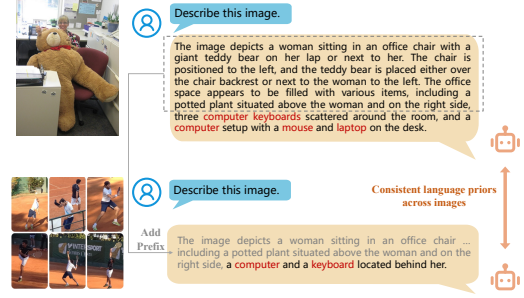 Describe this image.
The image depicts a woman sitting in an office chair with a
giant teddy bear on her lap or next to her. The chair is
positioned to the left, and the teddy bear is placed either over
the chair backrest or next to the woman to the left. The office
space appears to be filled with various items, including a
potted plant situated above the woman and on the right side,
three computer keyboards scattered around the room, and a
computer setup with a mouse and laptop on the desk.
Describe this image.
Consistent language priors
across images
Add
Prefix
The image depicts a woman sitting in an office chair ...
including a potted plant situated above the woman and on the
right side, a computer and a keyboard located behind her.